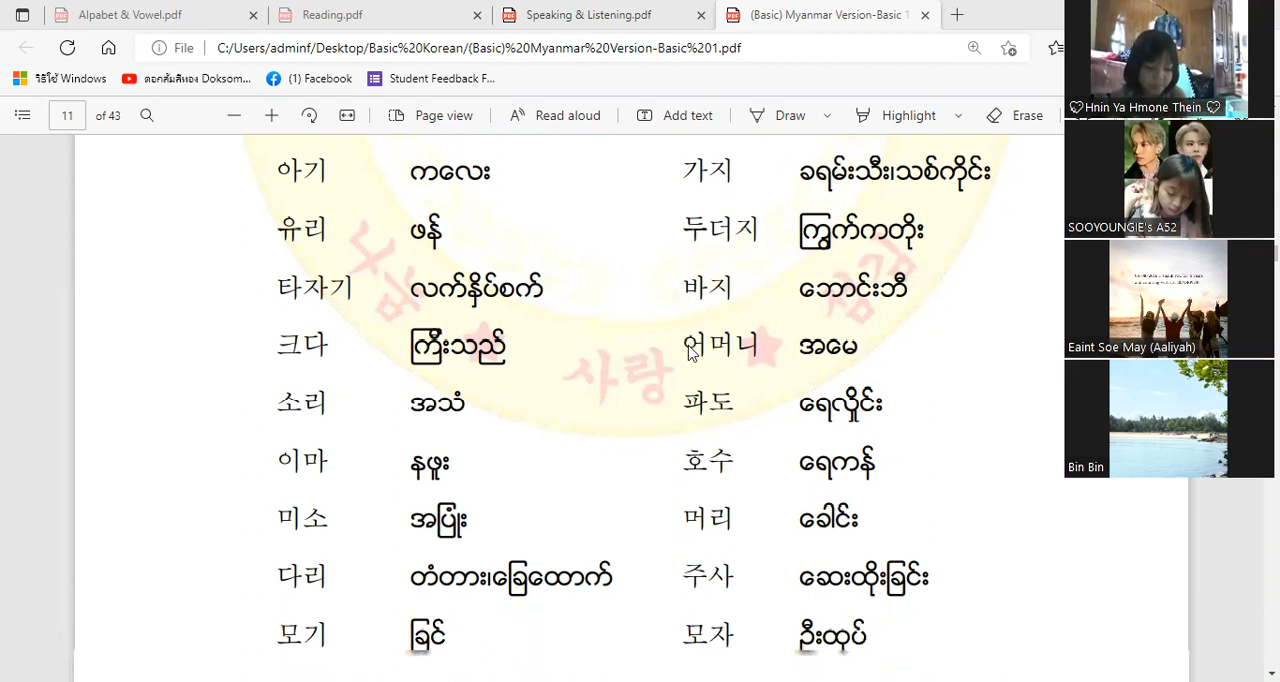 Alpabet & Vowel.pdf
Reading.pdf
Speaking & Listening.pdf
(Basic) Myanmar Version-Basic 1
File C:/Users/adminf/Desktop/Basic%20Korean/(Basic)%20Myanmar%20Version-Basic%201.pdf
วิธีใช้ Windows
ดอกสัมผิของ Doksom...
(1) Facebook
Student Feedback F...
11 of 43
Page view
Read aloud
Add text
Draw
Highlight
Erase
아기 ကလေး 가지 ခရမ်းသီး၊သစ်ကိုင်း
유리 ဖန် 두더지 ကြွက်ကတိုး
타자기 လက်နှိပ်စက် 바지 ဘောင်းဘီ
크다 ကြီးသည် 어머니 အမေ
소리 အသံ 파도 ရေလှိုင်း
이마 နဖူး 호수 ရေကန်
미소 အပြုံး 머리 ခေါင်း
다리 တံတား၊ခြေထောက် 주사 ဆေးထိုးခြင်း
모기 ခြင် 모자 ဦးထုပ်
나눔
사랑
섬김
♡Hnin Ya Hmone Thein ♡
SOOYOUNGIE's A52
Eaint Soe May (Aaliyah)
Bin Bin